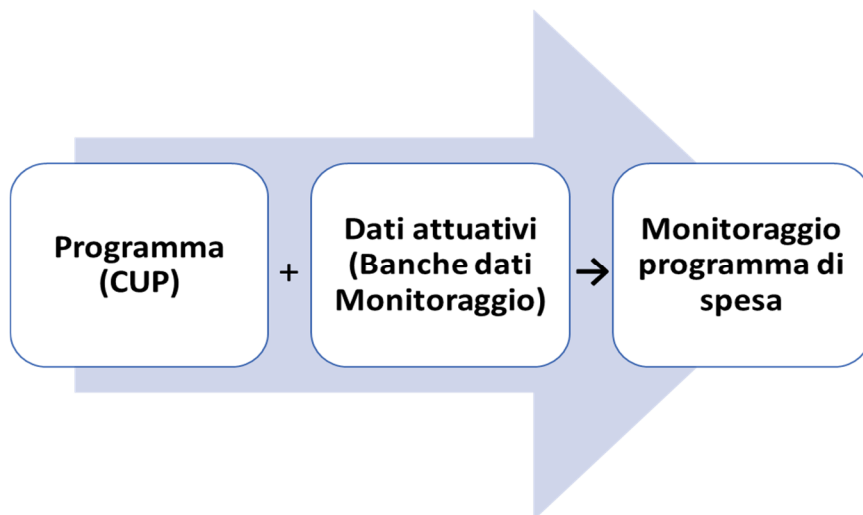 Programma
(CUP)
+
Dati attuativi
(Banche dati
Monitoraggio)
→
Monitoraggio
programma di
spesa